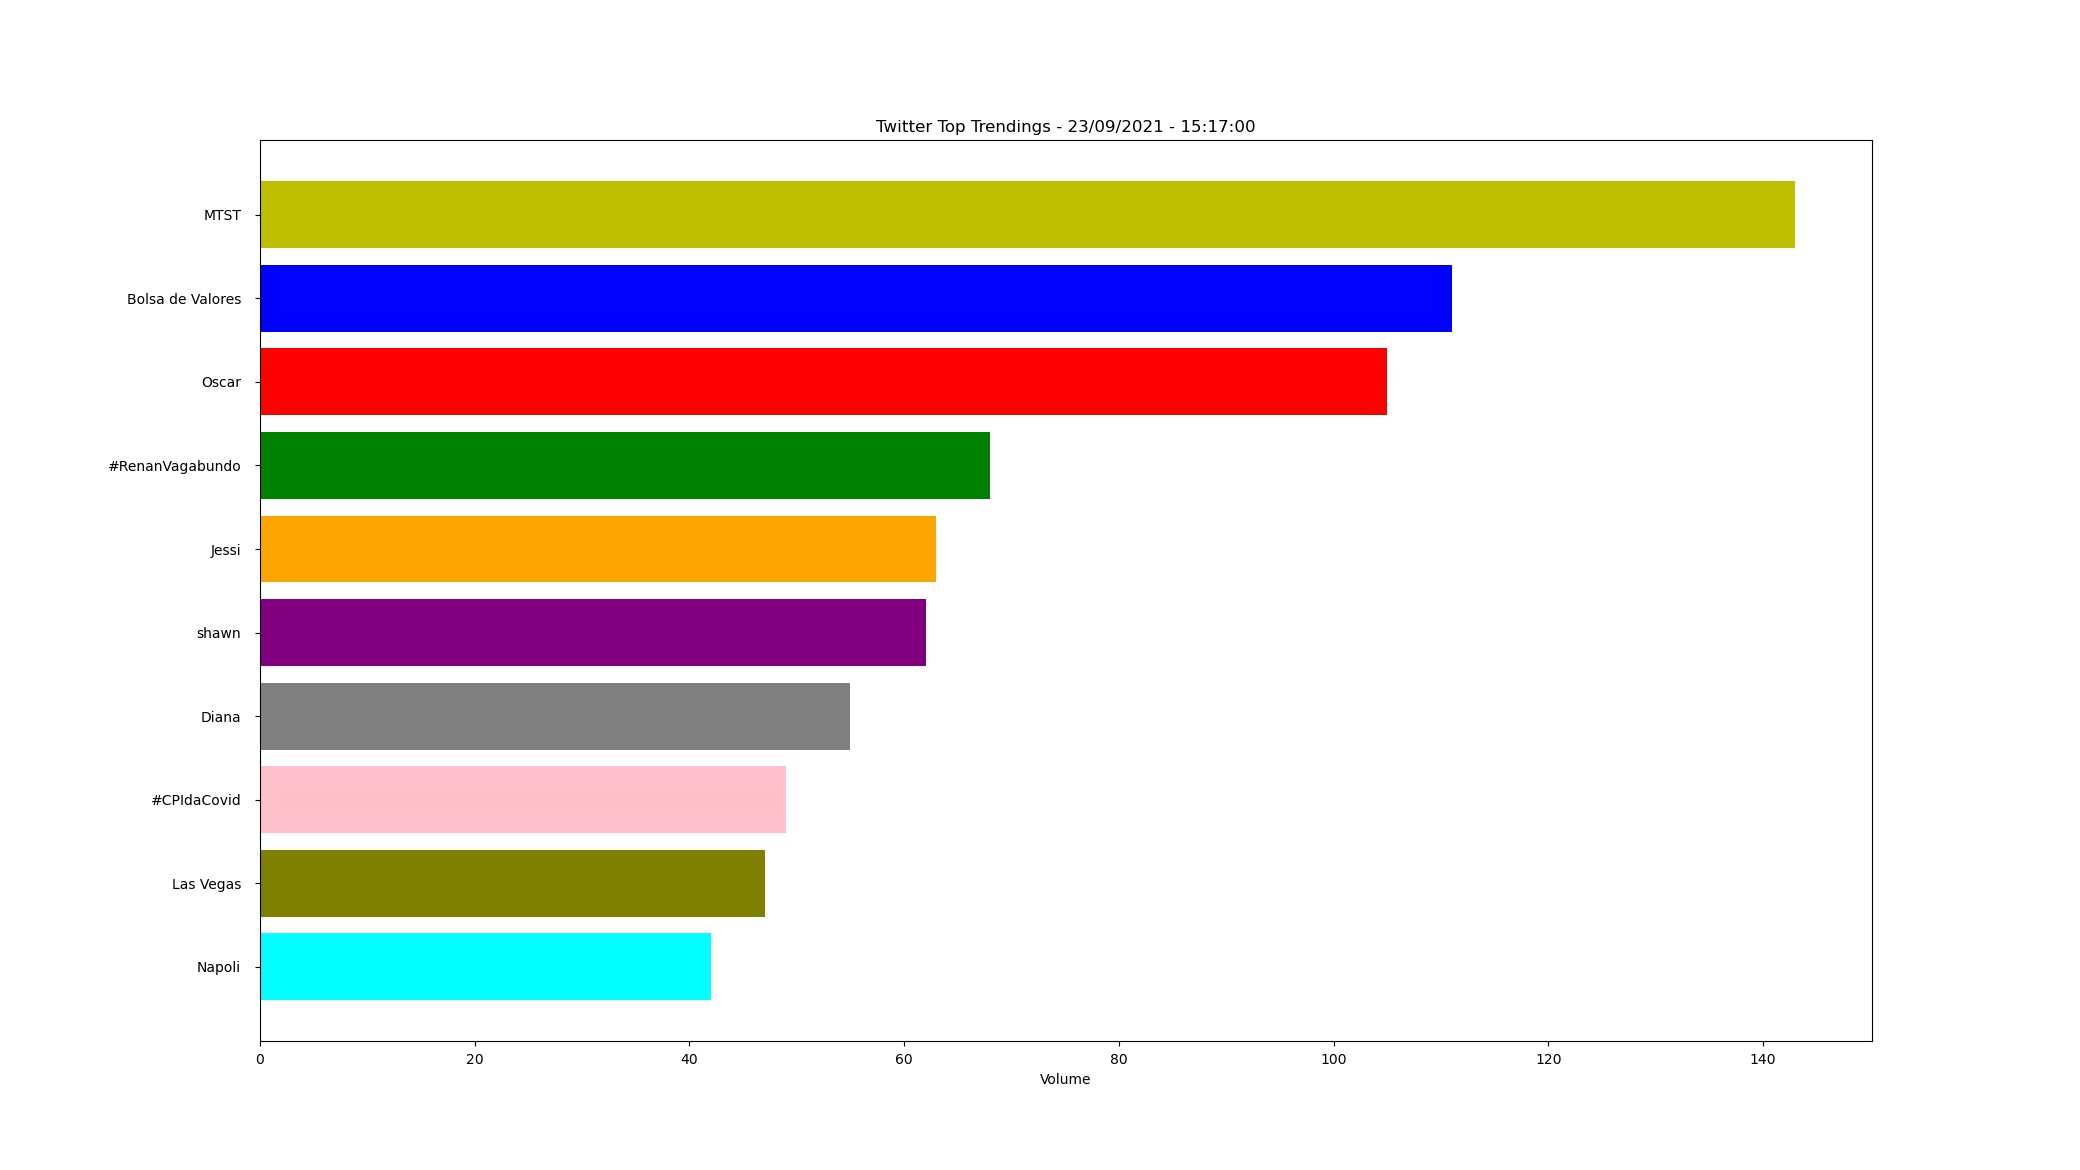 Twitter Top Trendings - 23/09/2021 - 15:17:00
MTST
Bolsa de Valores
Oscar
#RenanVagabundo
Jessi
shawn
Diana
#CPIdaCovid
Las Vegas
Napoli
0 20 40 60 80 100 120 140
Volume